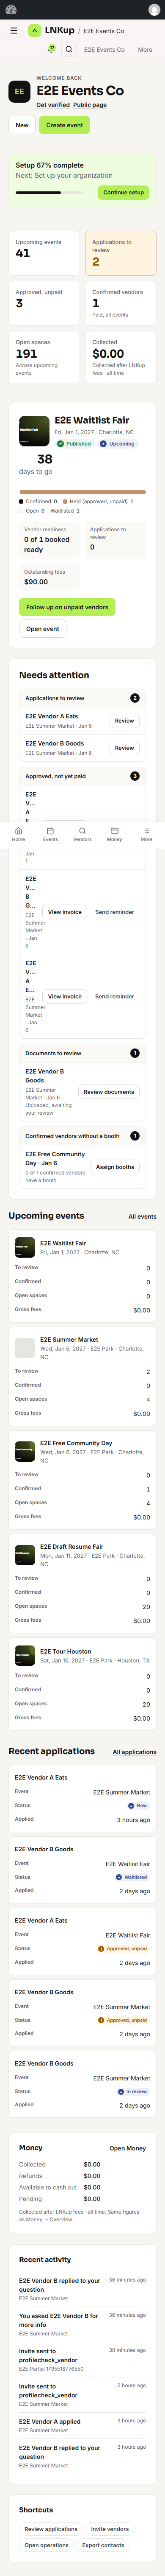 LNKup / E2E Events Co
12
E2E Events Co More
EE
WELCOME BACK
E2E Events Co
Get verified Public page
New Create event
Setup 67% complete
Next: Set up your organization
Continue setup
Upcoming events
41
Applications to review
2
Approved, unpaid
3
Confirmed vendors
1
Paid, all events
Open spaces
191
Across upcoming events
Collected
$0.00
Collected after LNKup fees · all time
Waitlist Fair
E2E Waitlist Fair
Fri, Jan 1, 2027 · Charlotte, NC
Published Upcoming
38
days to go
Confirmed 0 Held (approved, unpaid) 1
Open 0 Waitlisted 1
Vendor readiness
0 of 1 booked ready
Applications to review
0
Outstanding fees
$90.00
Follow up on unpaid vendors
Open event
Needs attention
Applications to review 2
E2E Vendor A Eats
E2E Summer Market · Jan 6
Review
E2E Vendor B Goods
E2E Summer Market · Jan 6
Review
Approved, not yet paid 3
E2E
V...
A
Home Events Vendors Money More
Jan
1
E2E
V...
B
G...
E2E
Summer
Market
· Jan
6
View invoice Send reminder
E2E
V...
A
E...
E2E
Summer
Market
· Jan
6
View invoice Send reminder
Documents to review 1
E2E Vendor B Goods
E2E Summer Market · Jan 6 · Uploaded, awaiting your review
Review documents
Confirmed vendors without a booth 1
E2E Free Community Day · Jan 6
0 of 1 confirmed vendors have a booth
Assign booths
Upcoming events All events
E2E Waitlist Fair
Fri, Jan 1, 2027 · Charlotte, NC
To review 0
Confirmed 0
Open spaces 0
Gross fees $0.00
E2E Summer Market
Wed, Jan 6, 2027 · E2E Park · Charlotte, NC
To review 2
Confirmed 0
Open spaces 4
Gross fees $0.00
E2E Free Community Day
Wed, Jan 6, 2027 · E2E Park · Charlotte, NC
To review 0
Confirmed 1
Open spaces 4
Gross fees $0.00
E2E Draft Resume Fair
Mon, Jan 11, 2027 · E2E Park · Charlotte, NC
To review 0
Confirmed 0
Open spaces 20
Gross fees $0.00
E2E Tour Houston
Sat, Jan 16, 2027 · E2E Park · Houston, TX
To review 0
Confirmed 0
Open spaces 20
Gross fees $0.00
Recent applications All applications
E2E Vendor A Eats
Event E2E Summer Market
Status New
Applied 3 hours ago
E2E Vendor B Goods
Event E2E Waitlist Fair
Status Waitlisted
Applied 2 days ago
E2E Vendor A Eats
Event E2E Waitlist Fair
Status Approved, unpaid
Applied 2 days ago
E2E Vendor B Goods
Event E2E Summer Market
Status Approved, unpaid
Applied 2 days ago
E2E Vendor B Goods
Event E2E Summer Market
Status In review
Applied 2 days ago
Money Open Money
Collected $0.00
Refunds $0.00
Available to cash out $0.00
Pending $0.00
Collected after LNKup fees · all time. Same figures as Money → Overview.
Recent activity
E2E Vendor B replied to your question 36 minutes ago
E2E Summer Market
You asked E2E Vendor B for more info 36 minutes ago
E2E Summer Market
Invite sent to profilecheck_vendor 38 minutes ago
E2E Partial 1795518776550
Invite sent to profilecheck_vendor 2 hours ago
E2E Summer Market
E2E Vendor A applied 3 hours ago
E2E Summer Market
E2E Vendor B replied to your question 3 hours ago
E2E Summer Market
Shortcuts
Review applications Invite vendors
Open operations Export contacts